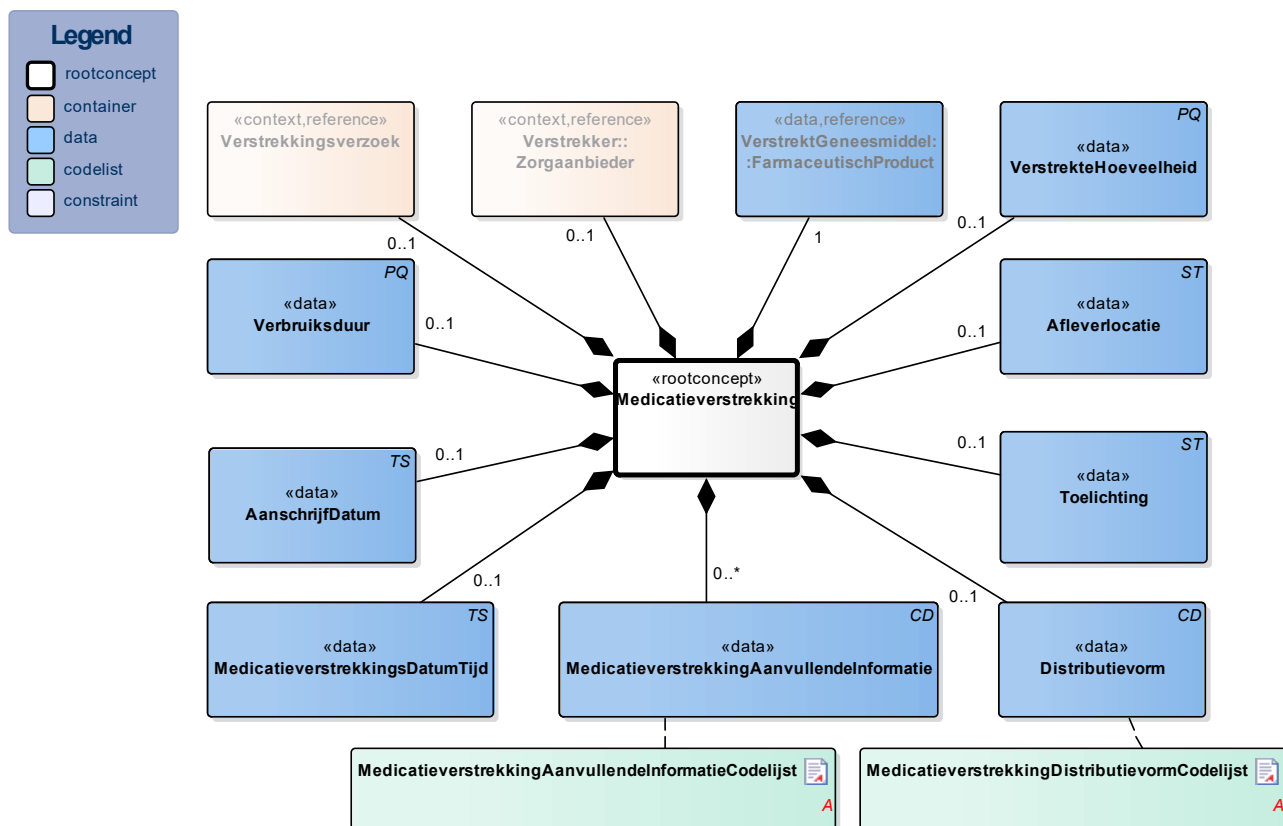 Legend
rootconcept
container
data
codelist
constraint
«context,reference»
Verstrekkingsverzoek
«context,reference»
Verstrekker::
Zorgaanbieder
«data,reference»
VerstrektGeneesmiddel:
:FarmaceutischProduct
PQ
«data»
VerstrekteHoeveelheid
0..1
0..1
1
0..1
PQ
«data»
Verbruiksduur
0..1
ST
«data»
Afleverlocatie
0..1
«rootconcept»
Medicatieverstrekking
TS
«data»
AanschrijfDatum
0..1
ST
«data»
Toelichting
0..1
0..1
0..*
0..1
TS
«data»
MedicatieverstrekkingsDatumTijd
CD
«data»
MedicatieverstrekkingAanvullendeInformatie
CD
«data»
Distributievorm
MedicatieverstrekkingAanvullendeInformatieCodelijst
A
MedicatieverstrekkingDistributievormCodelijst
A